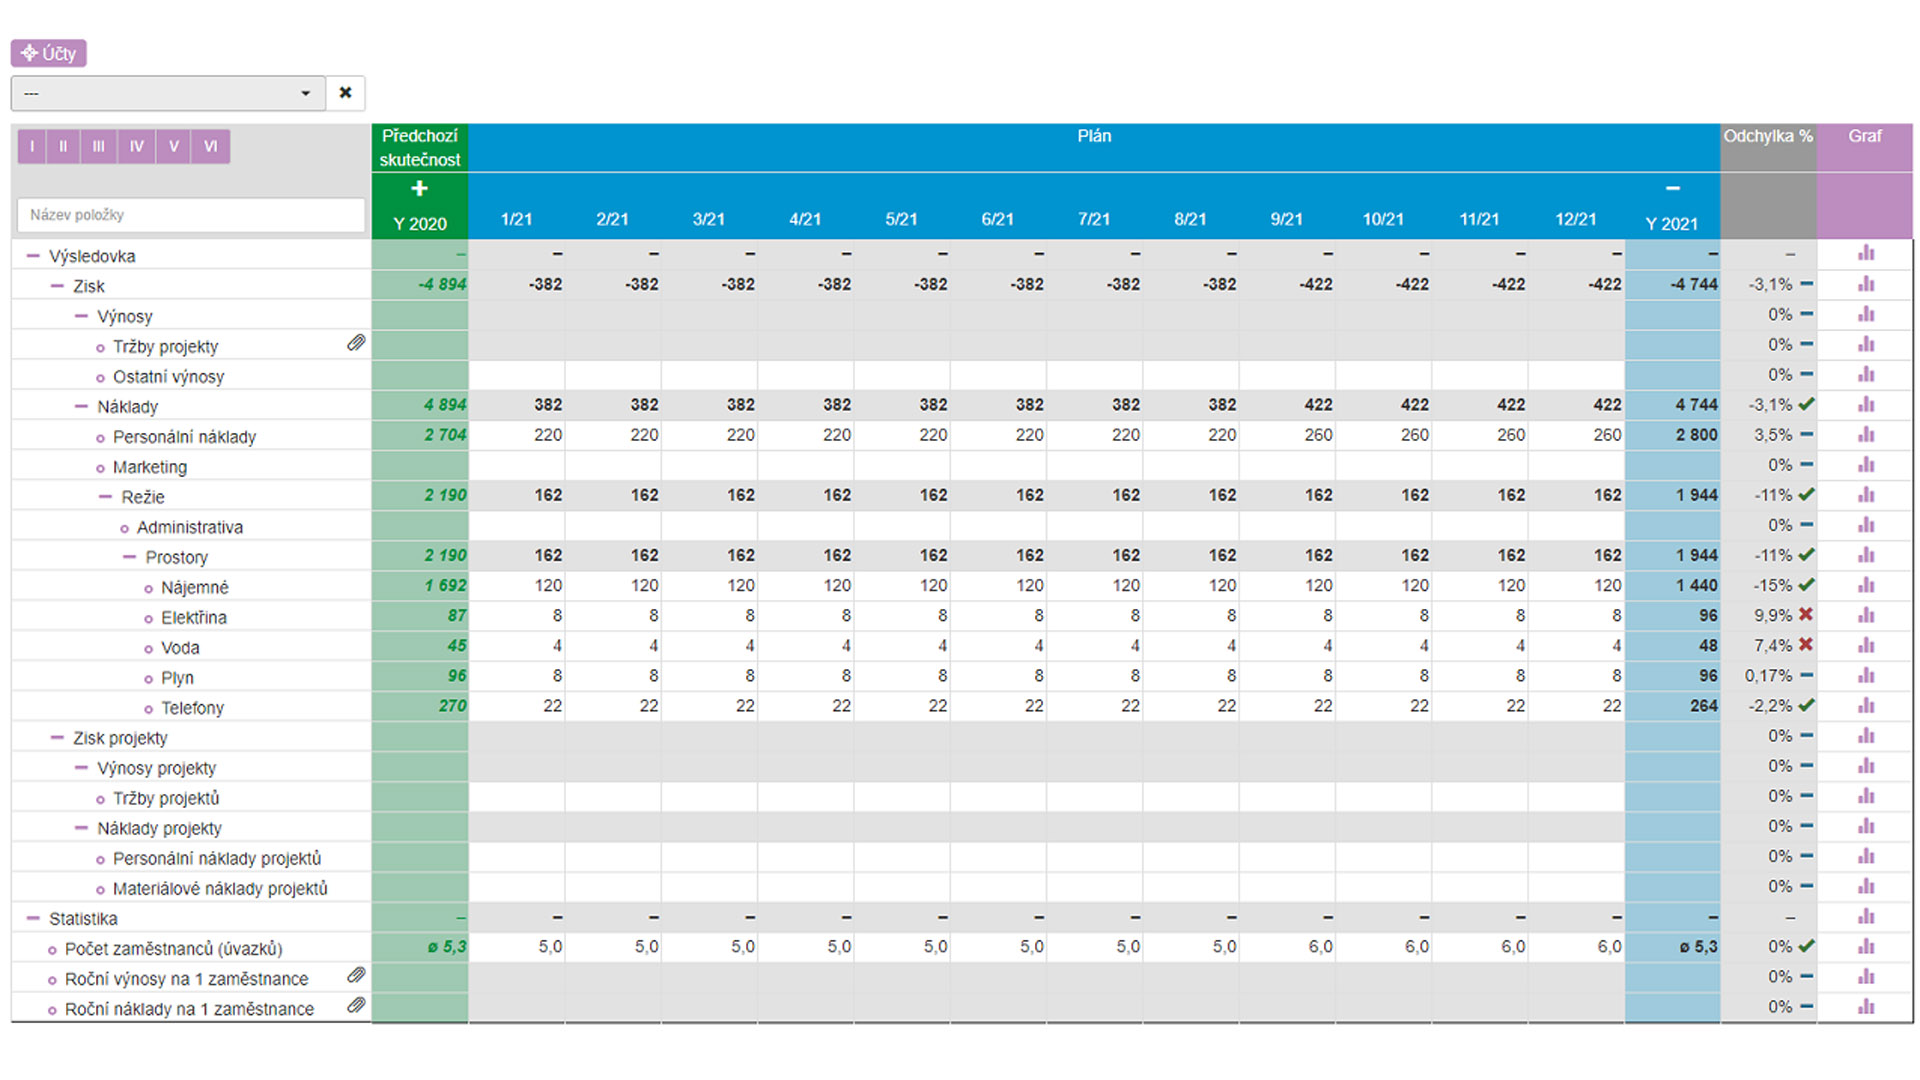 Účty
---
I II III IV V VI
Předchozí skutečnost Plán Odchylka % Graf
Název položky
Y 2020 1/21 2/21 3/21 4/21 5/21 6/21 7/21 8/21 9/21 10/21 11/21 12/21 Y 2021
Výsledovka – – – – – – – – – – – – – – –
Zisk -4 894 -382 -382 -382 -382 -382 -382 -382 -382 -422 -422 -422 -422 -4 744 -3,1%
Výnosy 0%
Tržby projekty 0%
Ostatní výnosy 0%
Náklady 4 894 382 382 382 382 382 382 382 382 422 422 422 422 4 744 -3,1%
Personální náklady 2 704 220 220 220 220 220 220 220 220 260 260 260 260 2 800 3,5%
Marketing 0%
Režie 2 190 162 162 162 162 162 162 162 162 162 162 162 162 1 944 -11%
Administrativa 0%
Prostory 2 190 162 162 162 162 162 162 162 162 162 162 162 162 1 944 -11%
Nájemné 1 692 120 120 120 120 120 120 120 120 120 120 120 120 1 440 -15%
Elektřina 87 8 8 8 8 8 8 8 8 8 8 8 8 96 9,9%
Voda 45 4 4 4 4 4 4 4 4 4 4 4 4 48 7,4%
Plyn 96 8 8 8 8 8 8 8 8 8 8 8 8 96 0,17%
Telefony 270 22 22 22 22 22 22 22 22 22 22 22 22 264 -2,2%
Zisk projekty 0%
Výnosy projekty 0%
Tržby projektů 0%
Náklady projekty 0%
Personální náklady projektů 0%
Materiálové náklady projektů 0%
Statistika – – – – – – – – – – – – – – –
Počet zaměstnanců (úvazků) ø 5,3 5,0 5,0 5,0 5,0 5,0 5,0 5,0 5,0 6,0 6,0 6,0 6,0 ø 5,3 0%
Roční výnosy na 1 zaměstnance 0%
Roční náklady na 1 zaměstnance 0%